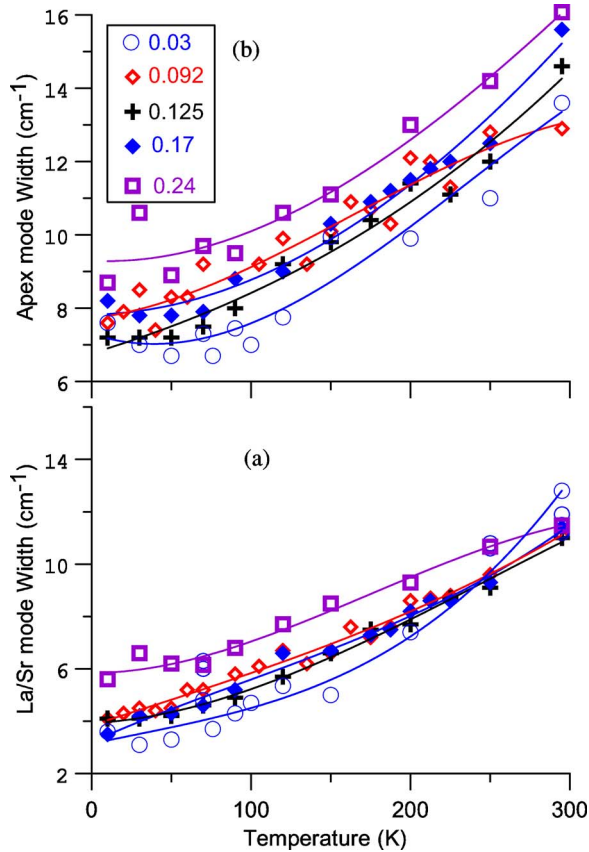 16
14
12
10
8
6
Apex mode Width (cm⁻¹)
(b)
0.03
0.092
0.125
0.17
0.24
14
10
6
2
La/Sr mode Width (cm⁻¹)
(a)
0 100 200 300
Temperature (K)